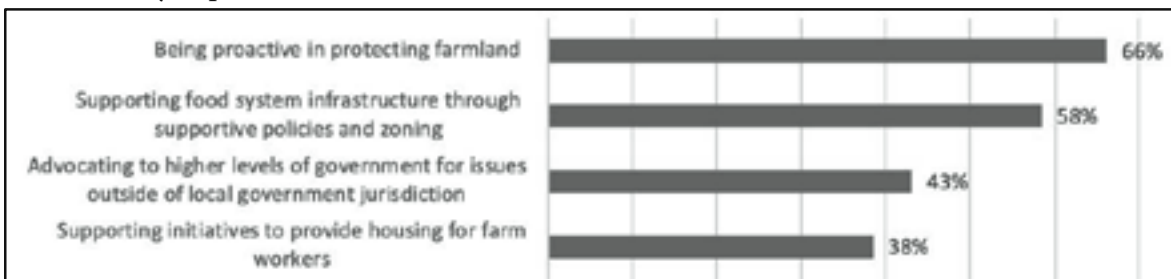 Being proactive in protecting farmland
66%
Supporting food system infrastructure through
supportive policies and zoning
58%
Advocating to higher levels of government for issues
outside of local government jurisdiction
43%
Supporting initiatives to provide housing for farm
workers
38%